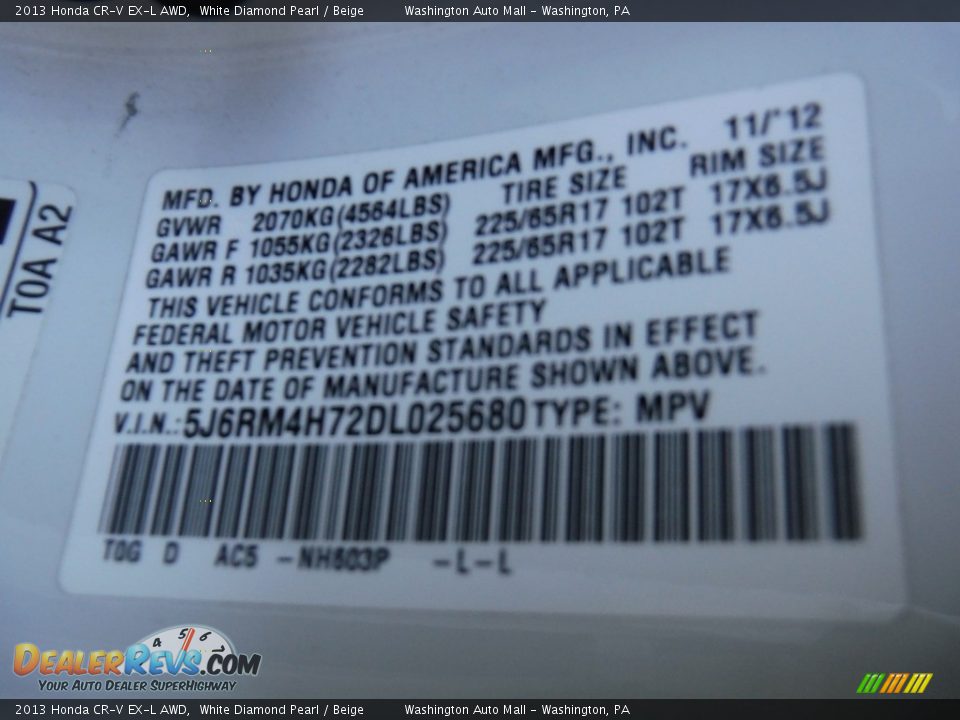 2013 Honda CR-V EX-L AWD, White Diamond Pearl / Beige Washington Auto Mall - Washington, PA
MFD. BY HONDA OF AMERICA MFG., INC. 11/'12
GVWR 2070KG(4564LBS) TIRE SIZE RIM SIZE
GAWR F 1055KG(2326LBS) 225/65R17 102T 17X6.5J
GAWR R 1035KG(2282LBS) 225/65R17 102T 17X6.5J
THIS VEHICLE CONFORMS TO ALL APPLICABLE
FEDERAL MOTOR VEHICLE SAFETY
AND THEFT PREVENTION STANDARDS IN EFFECT
ON THE DATE OF MANUFACTURE SHOWN ABOVE.
V.I.N.:5J6RM4H72DL025680 TYPE: MPV
T0G D AC5 -NH603P -L-L
T0A A2
4 5 6 7
DEALERREVS.COM
YOUR AUTO DEALER SUPERHIGHWAY
2013 Honda CR-V EX-L AWD, White Diamond Pearl / Beige Washington Auto Mall - Washington, PA